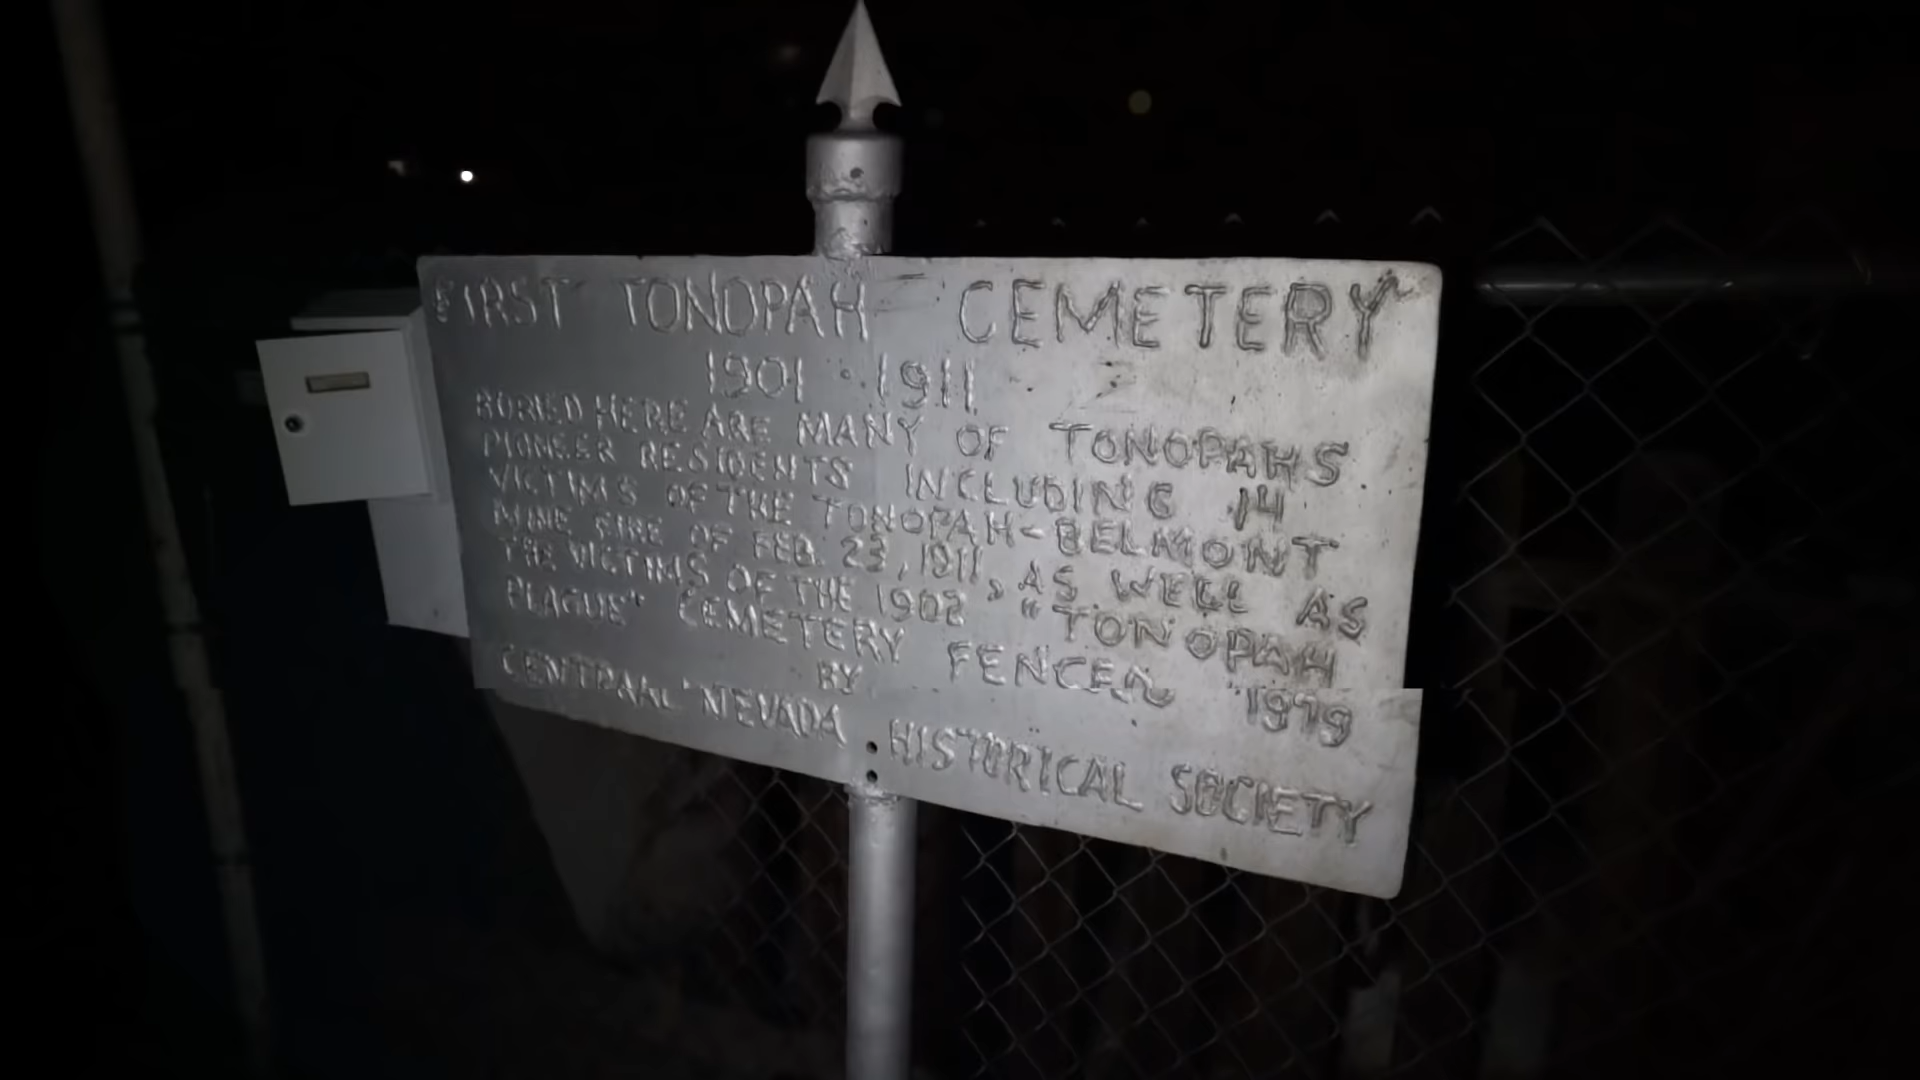 FIRST TONOPAH CEMETERY
1901 · 1911
BURIED HERE ARE MANY OF TONOPAHS
PIONEER RESIDENTS INCLUDING 14
VICTIMS OF THE TONOPAH-BELMONT
MINE FIRE OF FEB. 23, 1911, AS WELL AS
THE VICTIMS OF THE 1902 "TONOPAH
PLAGUE" CEMETERY FENCED 1979
BY
CENTRAL NEVADA HISTORICAL SOCIETY